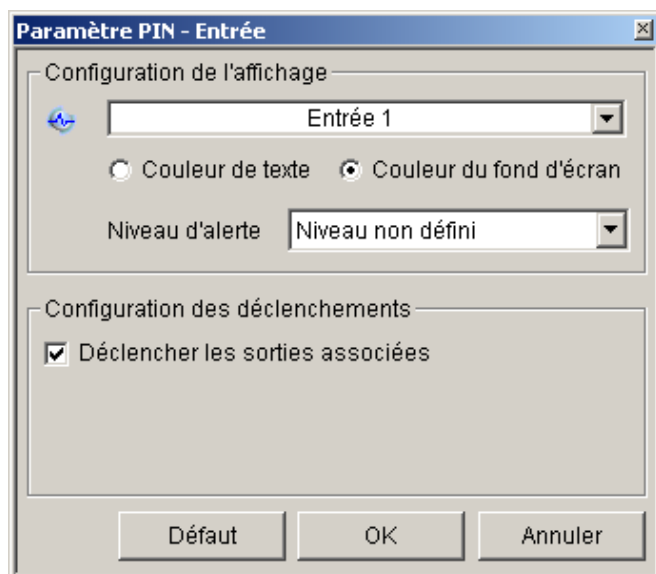 Paramètre PIN - Entrée
Configuration de l'affichage
Entrée 1
Couleur de texte Couleur du fond d'écran
Niveau d'alerte Niveau non défini
Configuration des déclenchements
Déclencher les sorties associées
Défaut OK Annuler